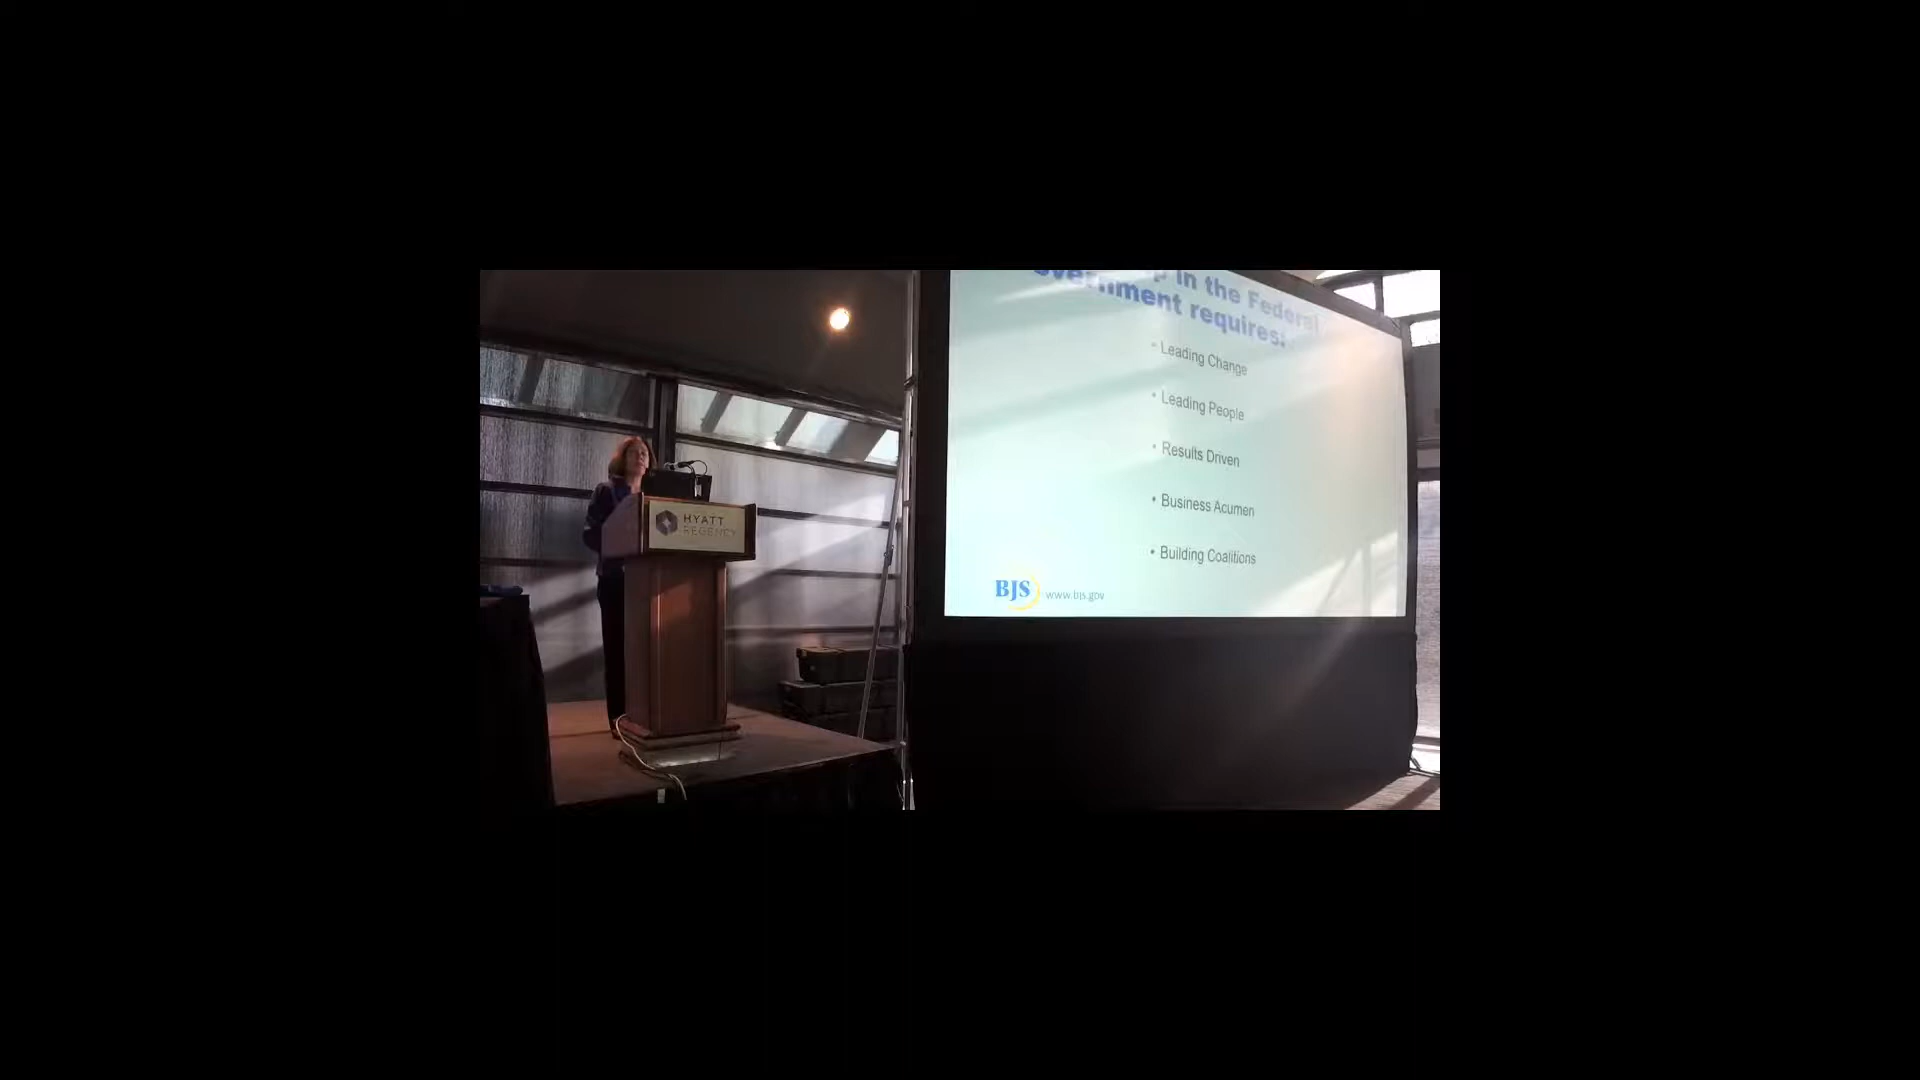 in the Federal
Government requires:
- Leading Change
• Leading People
• Results Driven
• Business Acumen
• Building Coalitions
BJS www.bjs.gov
HYATT
REGENCY